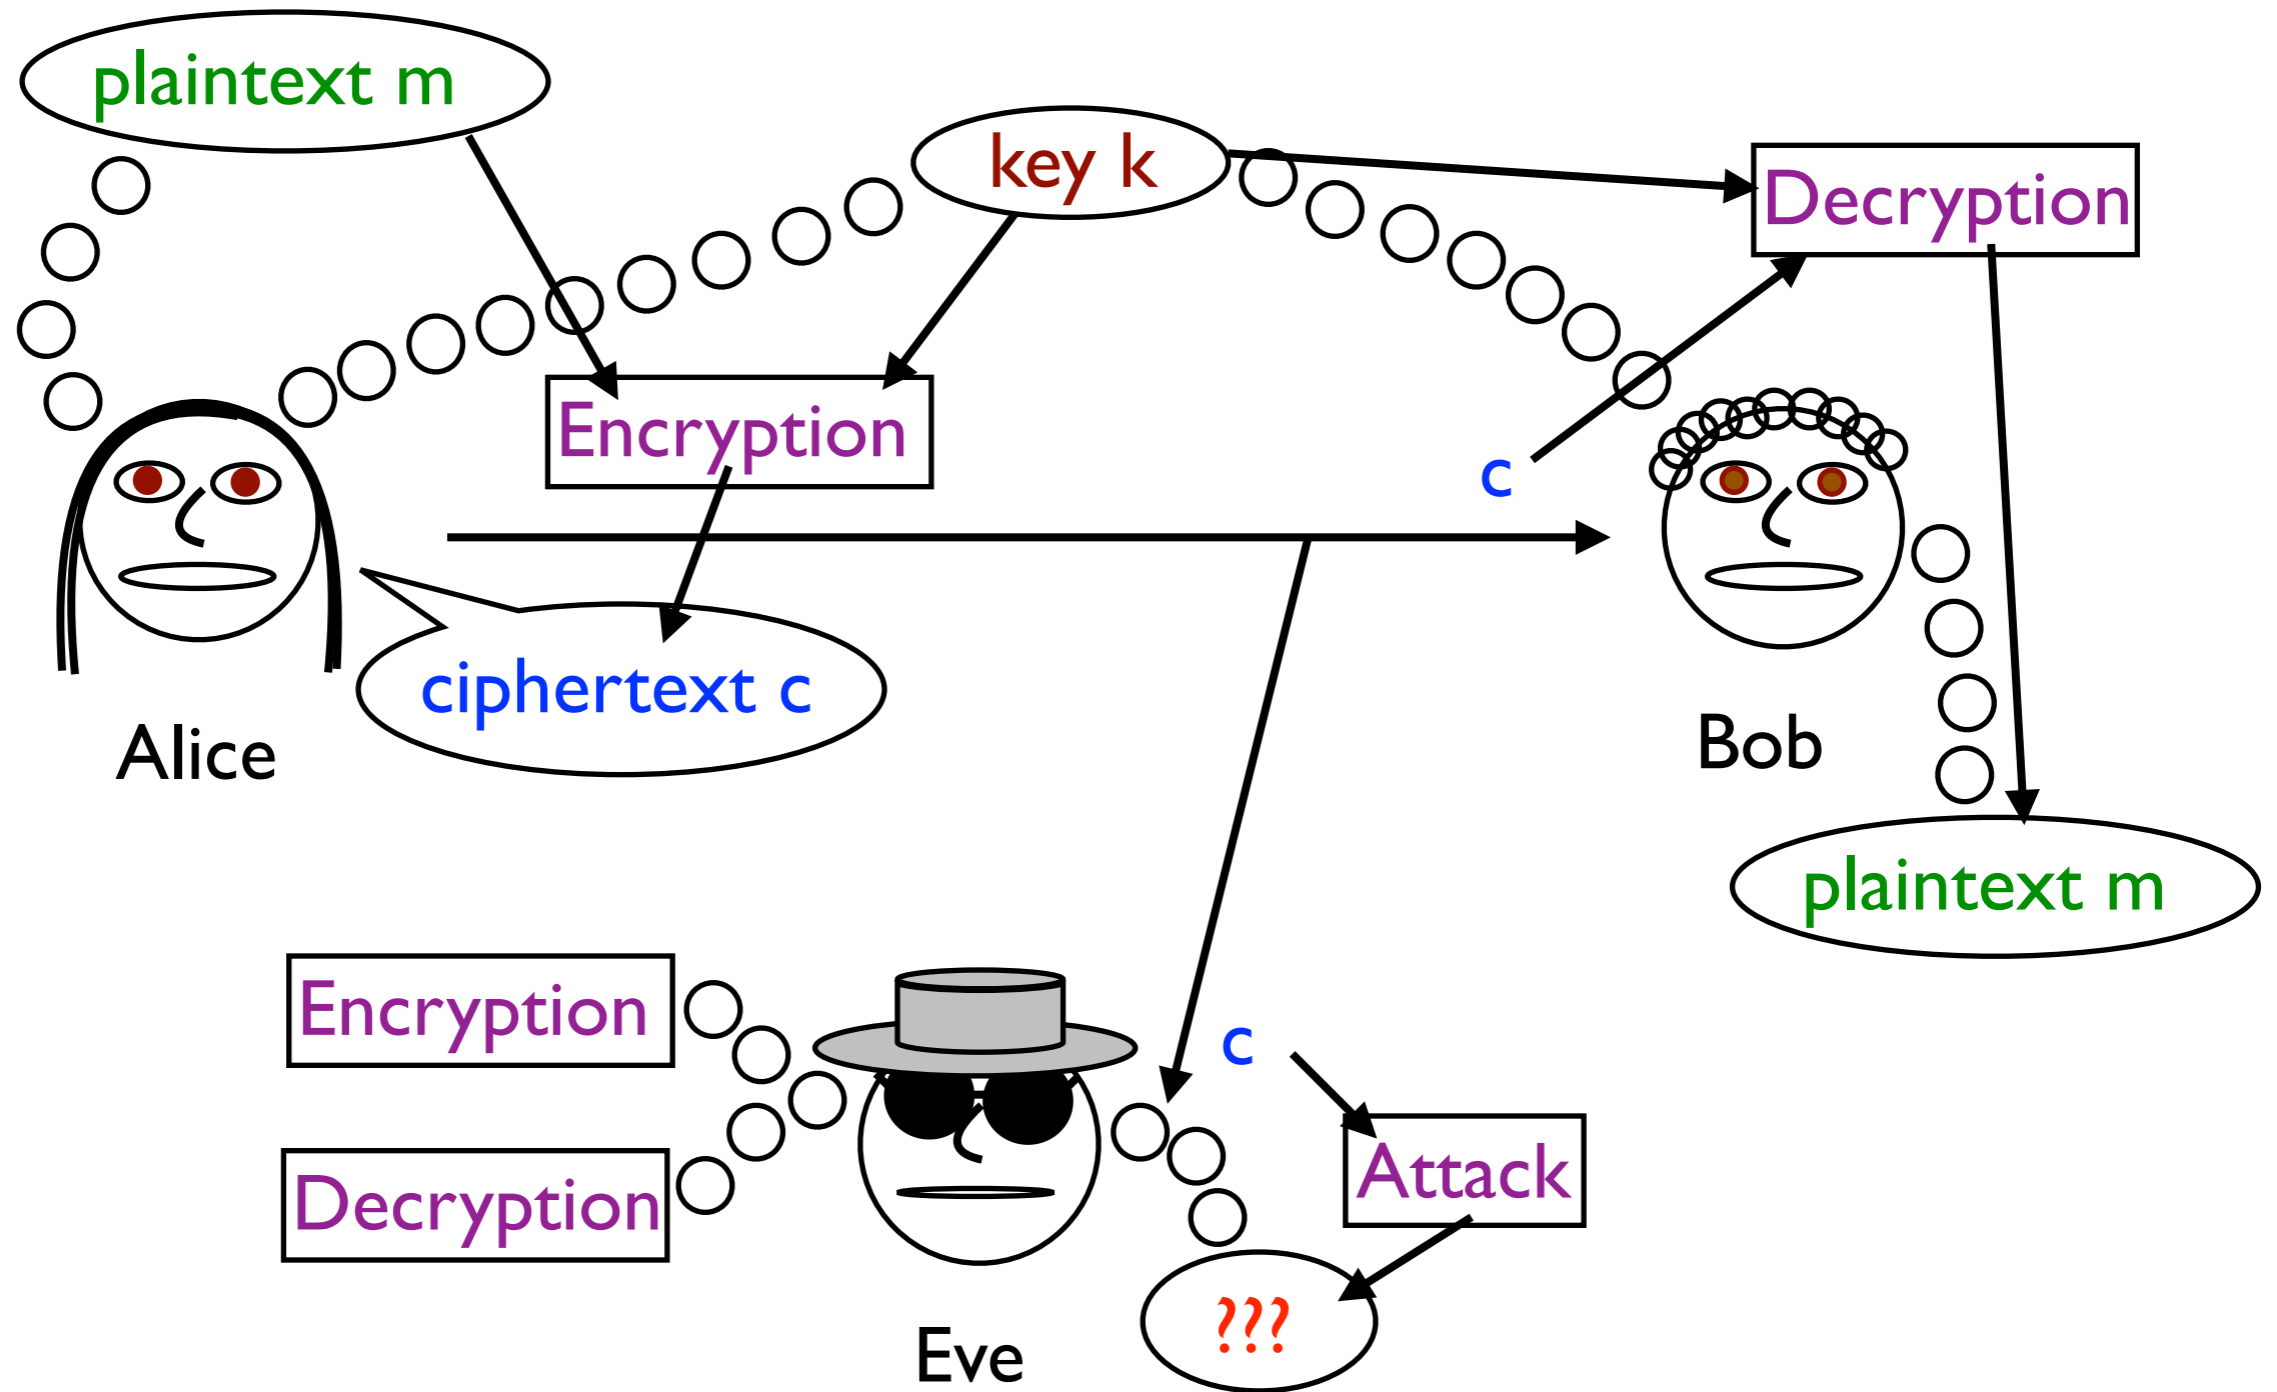 plaintext m
key k
Decryption
Encryption
c
ciphertext c
Alice
Bob
plaintext m
Encryption
c
Attack
Decryption
???
Eve